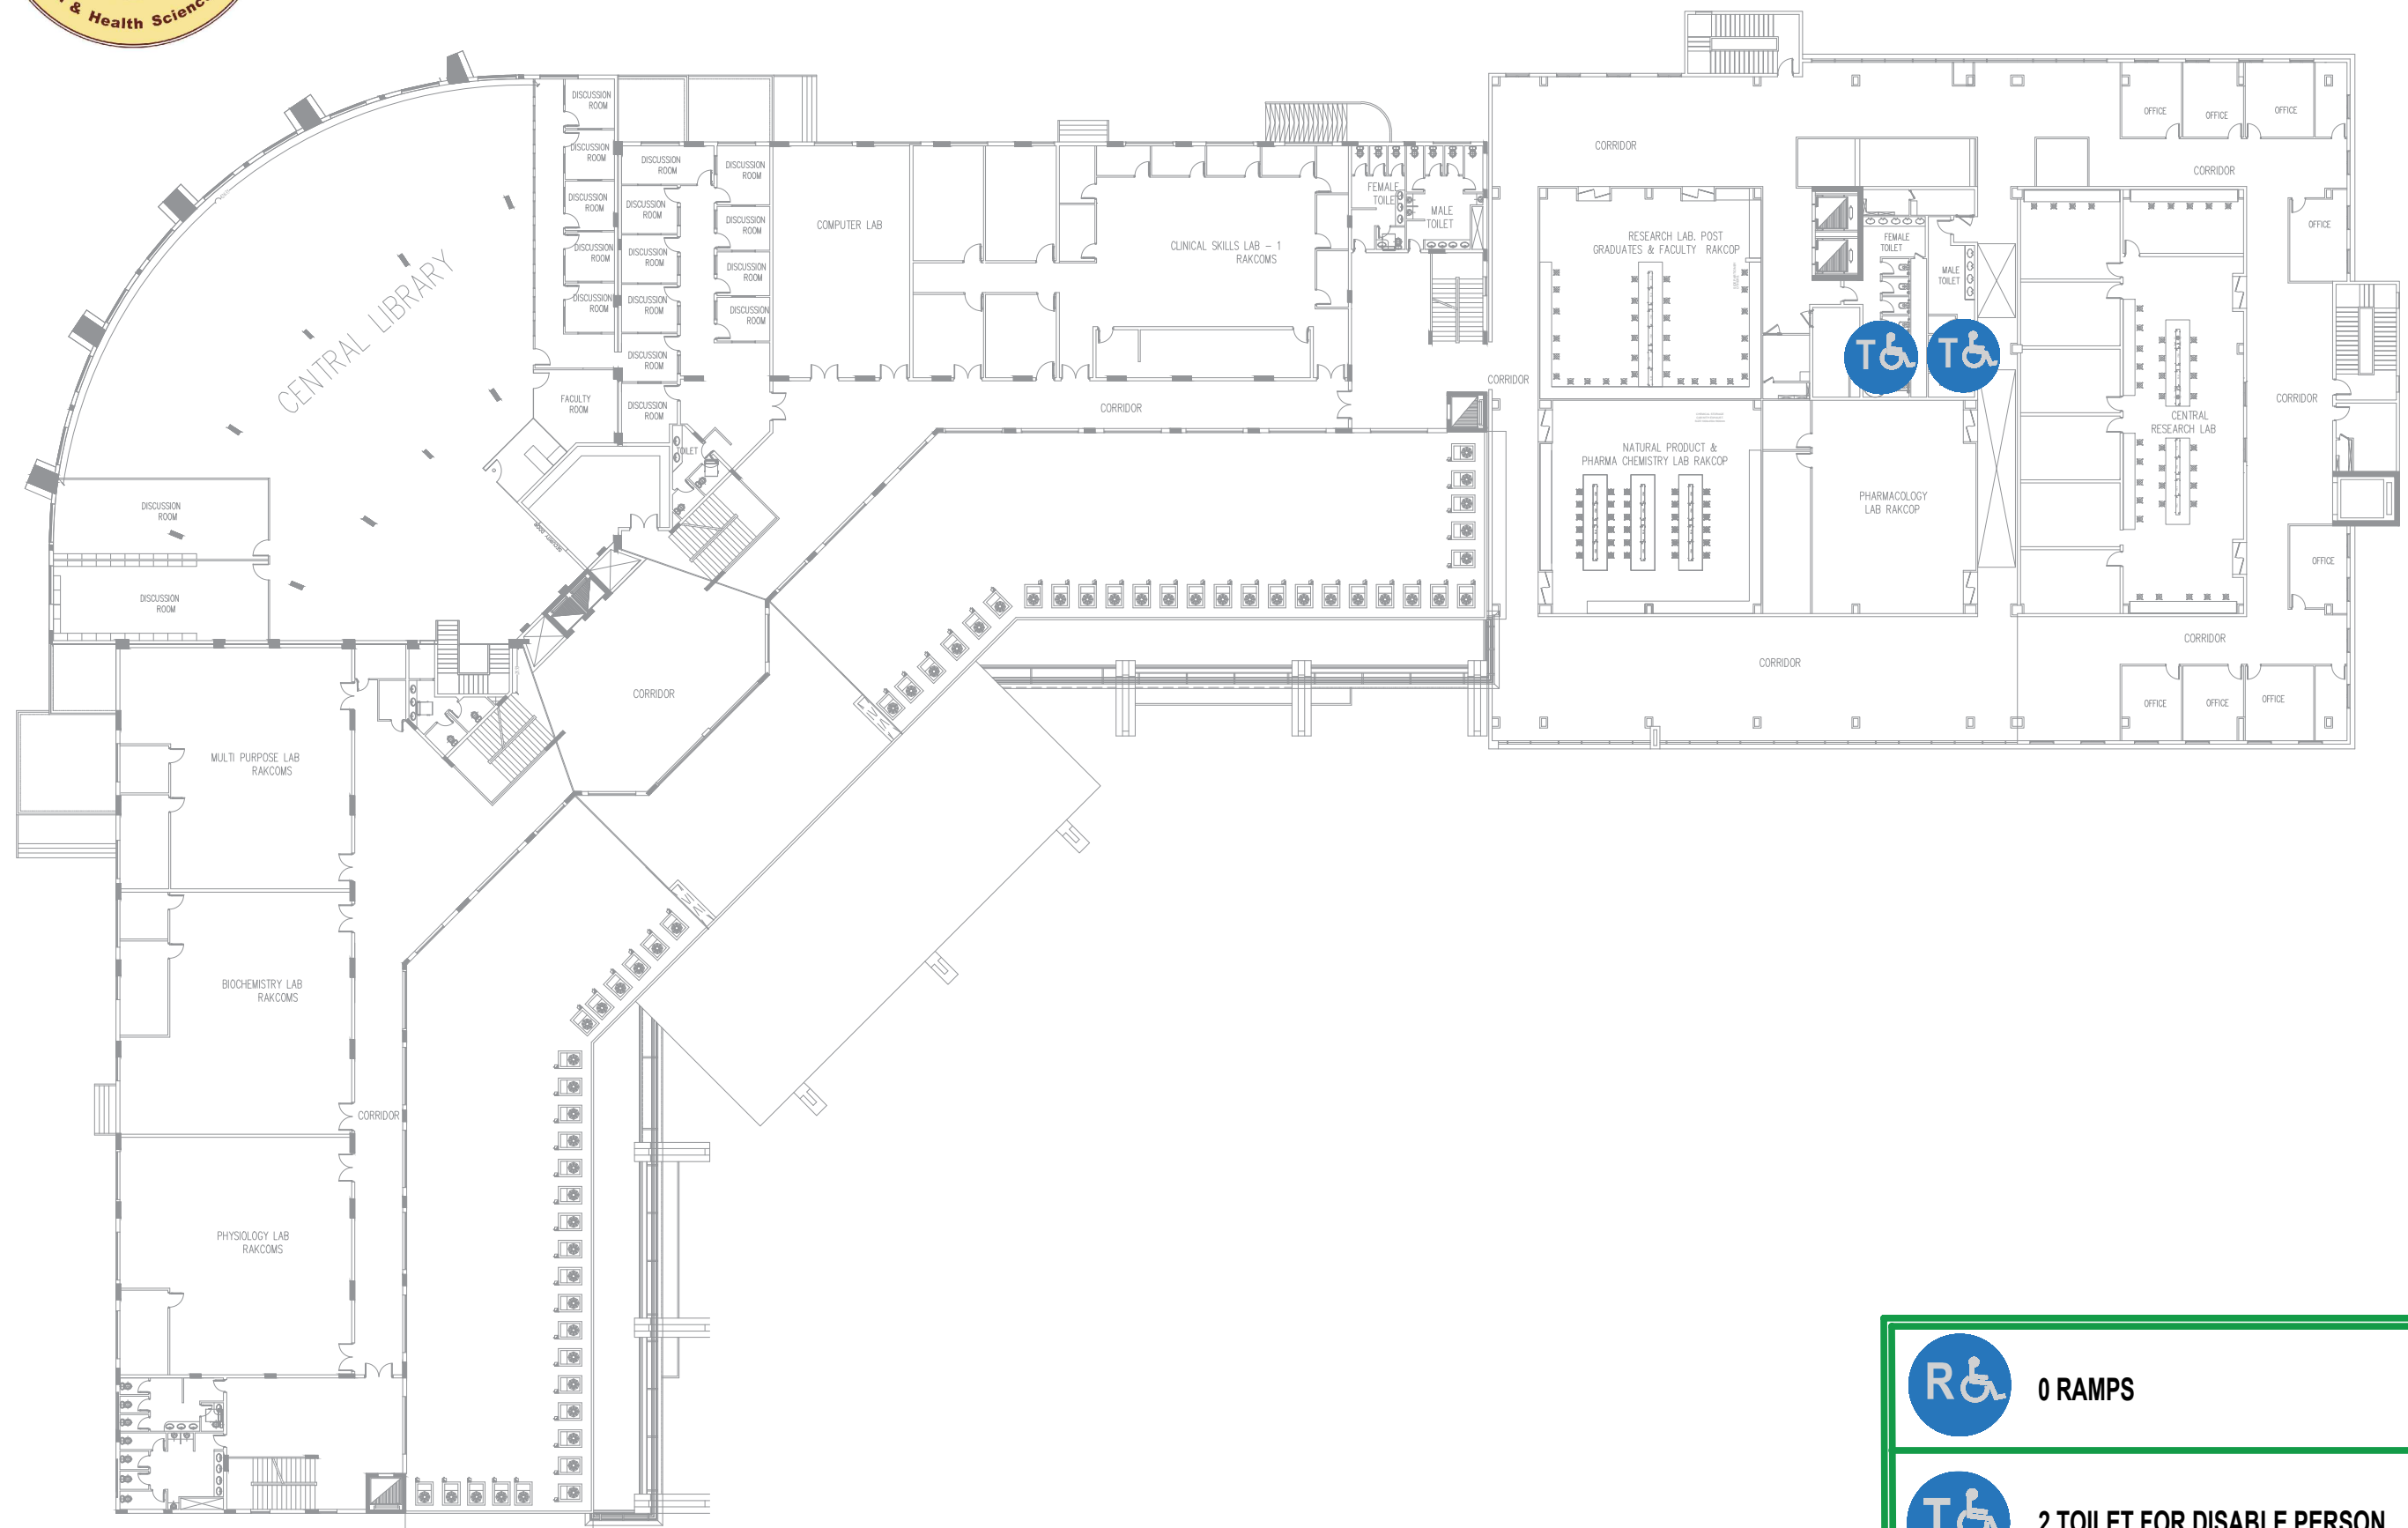 & Health Scienc
DISCUSSION
ROOM
DISCUSSION
ROOM
DISCUSSION
ROOM
DISCUSSION
ROOM
DISCUSSION
ROOM
DISCUSSION
ROOM
DISCUSSION
ROOM
DISCUSSION
ROOM
DISCUSSION
ROOM
DISCUSSION
ROOM
DISCUSSION
ROOM
DISCUSSION
ROOM
DISCUSSION
ROOM
DISCUSSION
ROOM
DISCUSSION
ROOM
COMPUTER LAB
CLINICAL SKILLS LAB - 1
RAKCOMS
FEMALE
TOILET
MALE
TOILET
CENTRAL LIBRARY
FACULTY
ROOM
TOILET
CORRIDOR
DISCUSSION
ROOM
DISCUSSION
ROOM
CORRIDOR
MULTI PURPOSE LAB
RAKCOMS
BIOCHEMISTRY LAB
RAKCOMS
CORRIDOR
PHYSIOLOGY LAB
RAKCOMS
CORRIDOR
OFFICE
OFFICE
OFFICE
CORRIDOR
OFFICE
RESEARCH LAB, POST
GRADUATES & FACULTY RAKCOP
FEMALE
TOILET
MALE
TOILET
T
T
CORRIDOR
CORRIDOR
CENTRAL
RESEARCH LAB
NATURAL PRODUCT &
PHARMA CHEMISTRY LAB RAKCOP
PHARMACOLOGY
LAB RAKCOP
OFFICE
CORRIDOR
CORRIDOR
OFFICE
OFFICE
OFFICE
R
0 RAMPS
T
2 TOILET FOR DISABLE PERSON